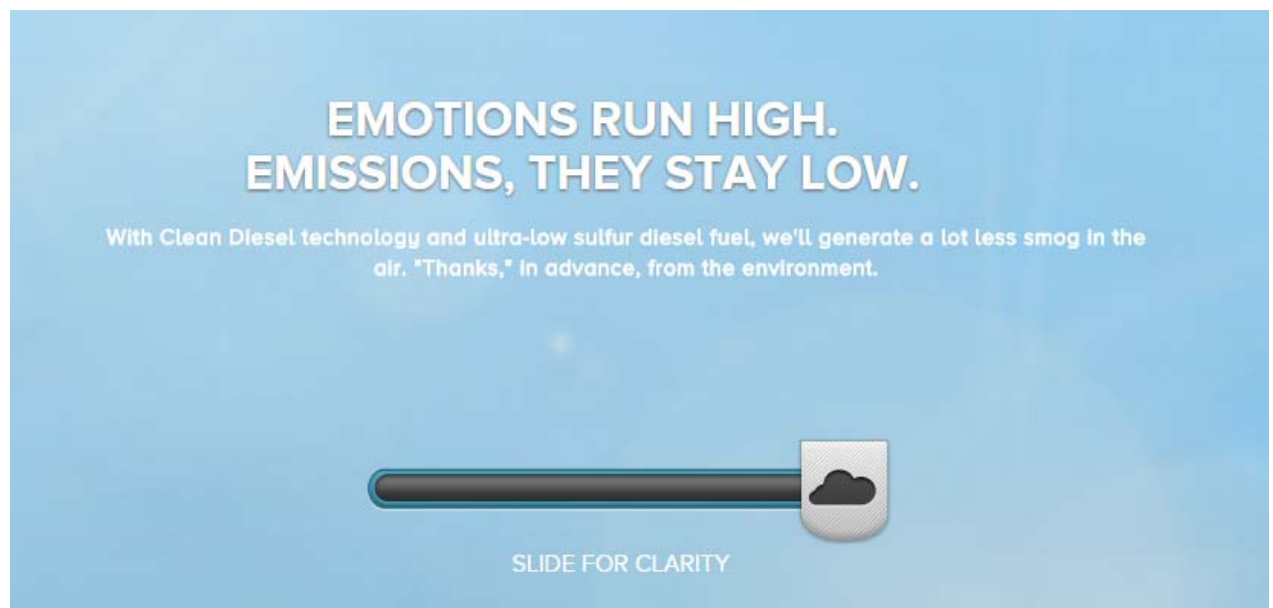 EMOTIONS RUN HIGH.
EMISSIONS, THEY STAY LOW.
With Clean Diesel technology and ultra-low sulfur diesel fuel, we'll generate a lot less smog in the
air. "Thanks," in advance, from the environment.
SLIDE FOR CLARITY